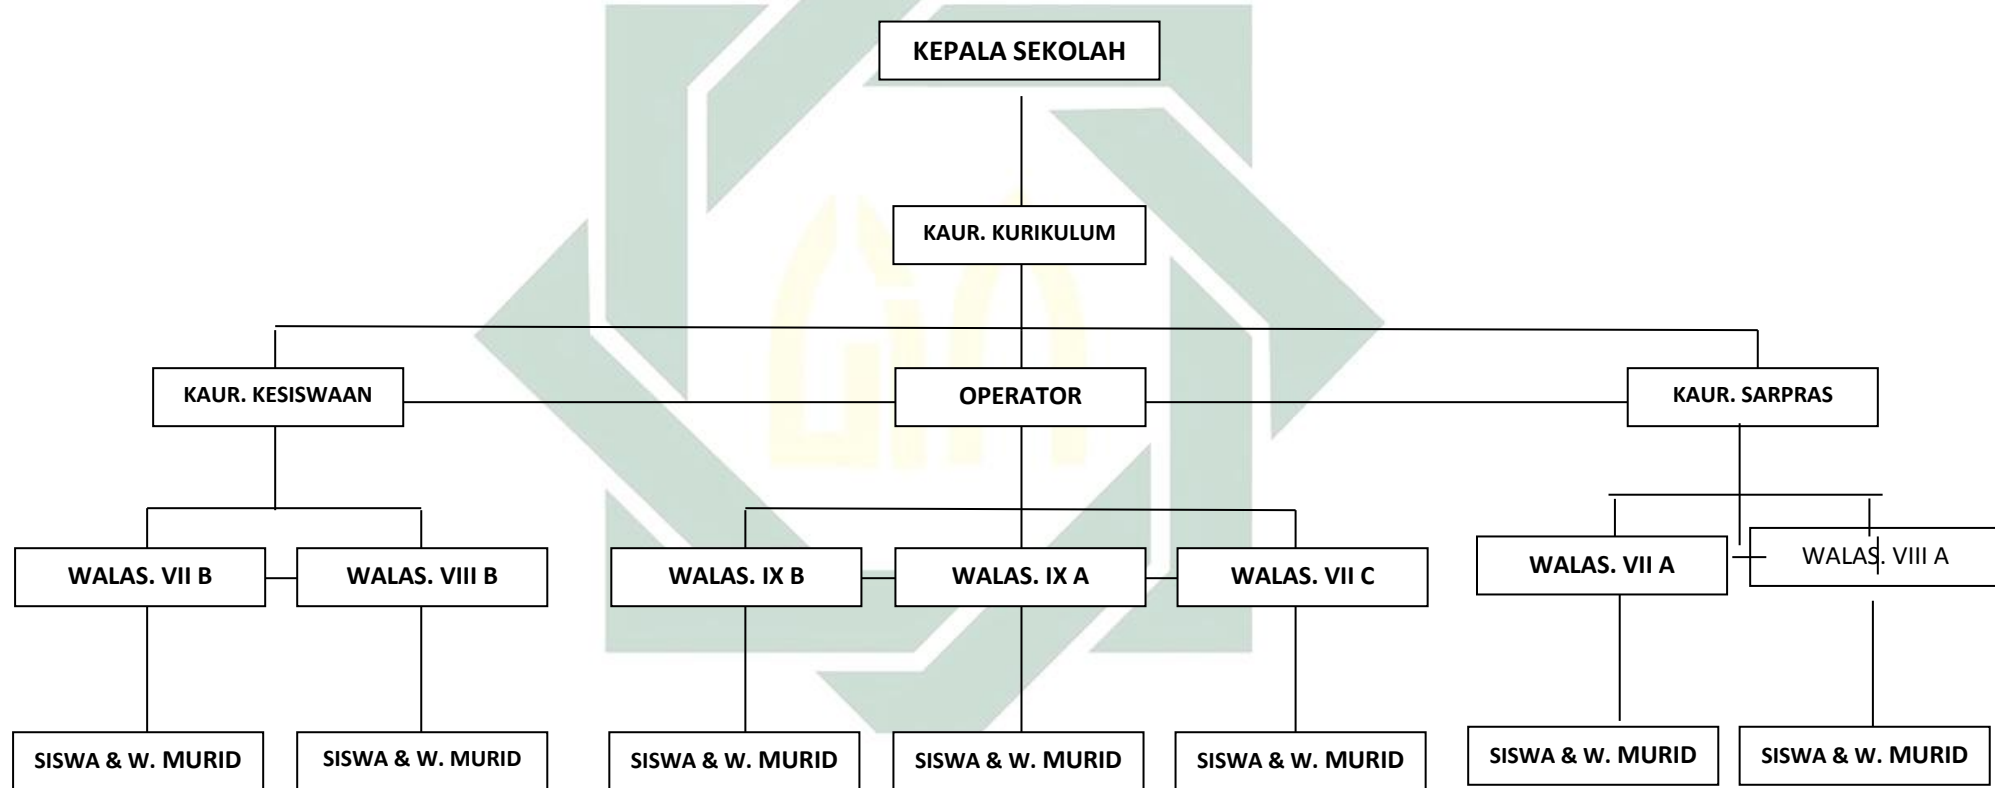 KEPALA SEKOLAH
KAUR. KURIKULUM
KAUR. KESISWAAN
OPERATOR
KAUR. SARPRAS
WALAS. VII B
WALAS. VIII B
WALAS. IX B
WALAS. IX A
WALAS. VII C
WALAS. VII A
WALAS. VIII A
SISWA & W. MURID
SISWA & W. MURID
SISWA & W. MURID
SISWA & W. MURID
SISWA & W. MURID
SISWA & W. MURID
SISWA & W. MURID